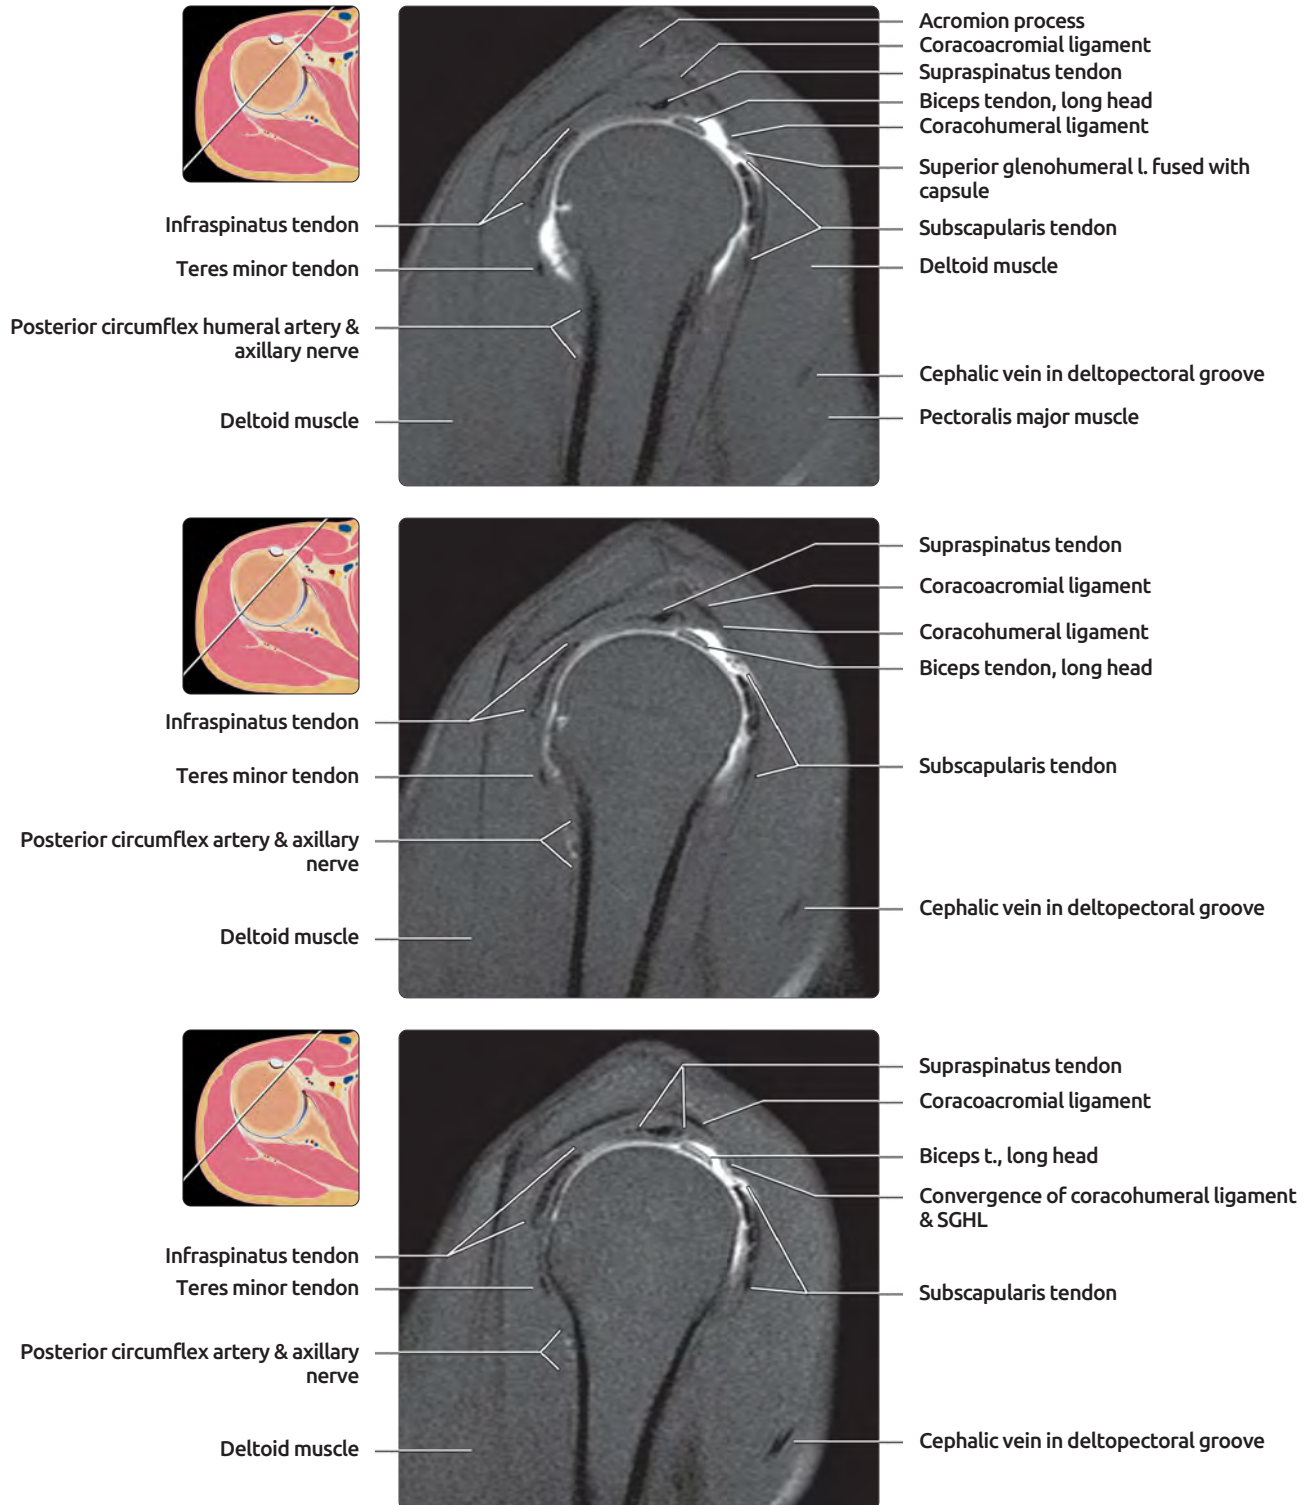 Acromion process
Coracoacromial ligament
Supraspinatus tendon
Biceps tendon, long head
Coracohumeral ligament
Superior glenohumeral l. fused with
capsule
Infraspinatus tendon
Subscapularis tendon
Teres minor tendon
Deltoid muscle
Posterior circumflex humeral artery &
axillary nerve
Cephalic vein in deltopectoral groove
Deltoid muscle
Pectoralis major muscle
Supraspinatus tendon
Coracoacromial ligament
Coracohumeral ligament
Biceps tendon, long head
Infraspinatus tendon
Teres minor tendon
Subscapularis tendon
Posterior circumflex artery & axillary
nerve
Cephalic vein in deltopectoral groove
Deltoid muscle
Supraspinatus tendon
Coracoacromial ligament
Biceps t., long head
Convergence of coracohumeral ligament
& SGHL
Infraspinatus tendon
Teres minor tendon
Subscapularis tendon
Posterior circumflex artery & axillary
nerve
Deltoid muscle
Cephalic vein in deltopectoral groove